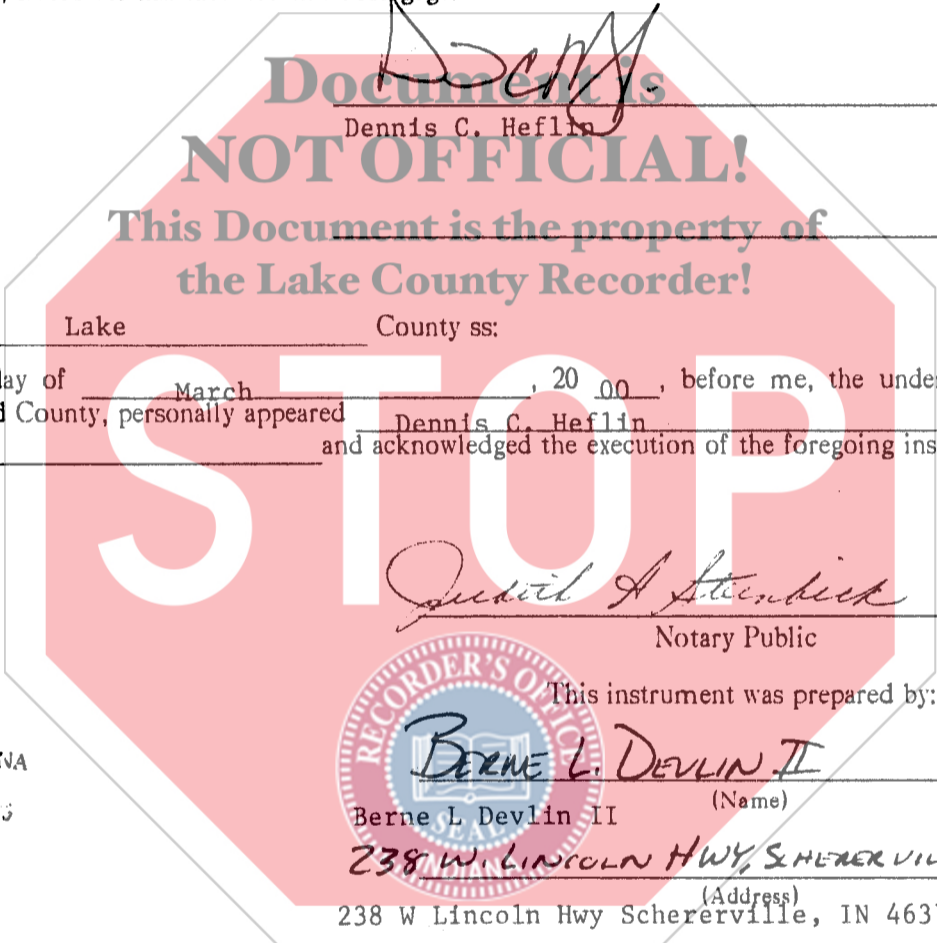 Document is
Dennis C. Heflin
NOT OFFICIAL!
This Document is the property of
the Lake County Recorder!
Lake County ss:
day of March , 20 00 , before me, the unde
County, personally appeared Dennis C. Heflin
and acknowledged the execution of the foregoing ins
STOP
Judith A Steinbick
Notary Public
RECORDER'S OFFICE
This instrument was prepared by:
BERNE L. DEVLIN II
(Name)
Berne L Devlin II
SEAL
238 W. LINCOLN HWY, SCHERERVIL
INDIANA
(Address)
238 W Lincoln Hwy Schererville, IN 463